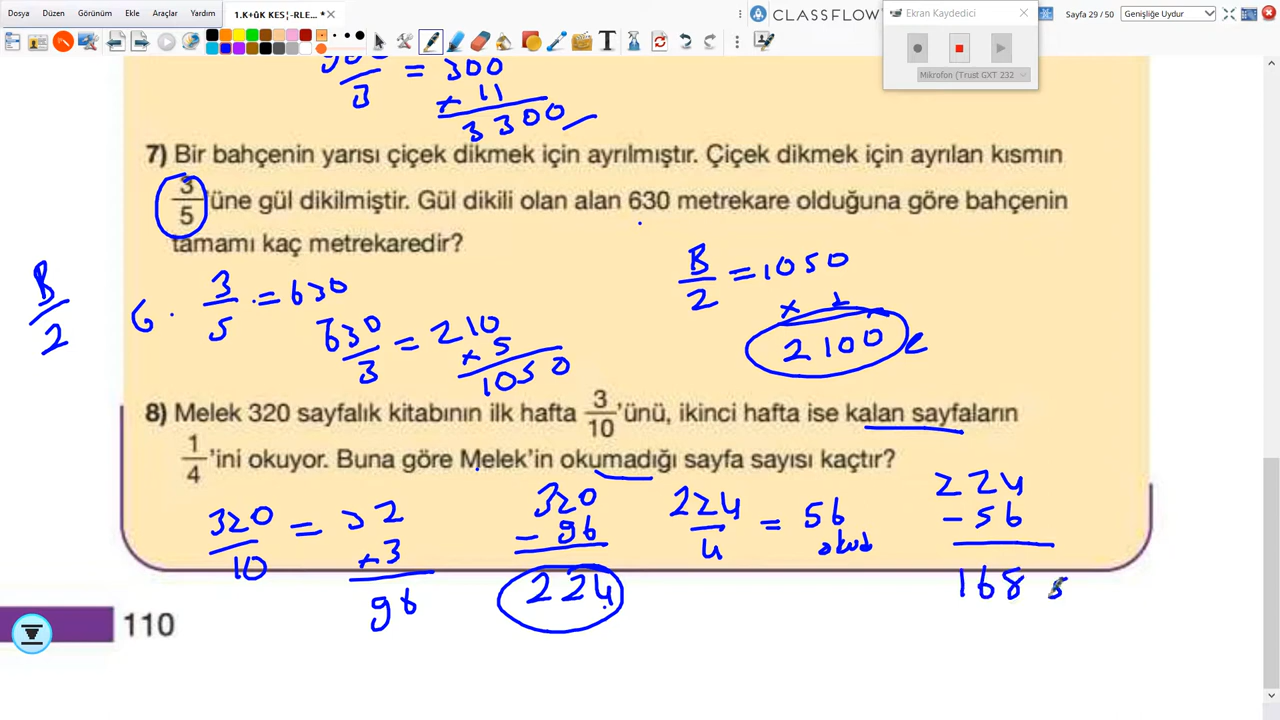 Dosya Düzen Görünüm Ekle Araçlar Yardım
1.K+ûK KES¦-RLE... *
CLASSFLOW
Ekran Kaydedici
Sayfa 29 / 50
Genişliğe Uydur
Mikrofon (Trust GXT 232
3 = 300
× 11
3300
7) Bir bahçenin yarısı çiçek dikmek için ayrılmıştır. Çiçek dikmek için ayrılan kısmın
3/5 'üne gül dikilmiştir. Gül dikili olan alan 630 metrekare olduğuna göre bahçenin
tamamı kaç metrekaredir?
B/2
G. 3/5 = 630
630/3 = 210
× 5
1050
B/2 = 1050
× 2
2100
8) Melek 320 sayfalık kitabının ilk hafta 3/10 'ünü, ikinci hafta ise kalan sayfaların
1/4 'ini okuyor. Buna göre Melek'in okumadığı sayfa sayısı kaçtır?
320/10 = 32
× 3
96
320
- 96
224
224/4 = 56
okud
224
- 56
168 s
110